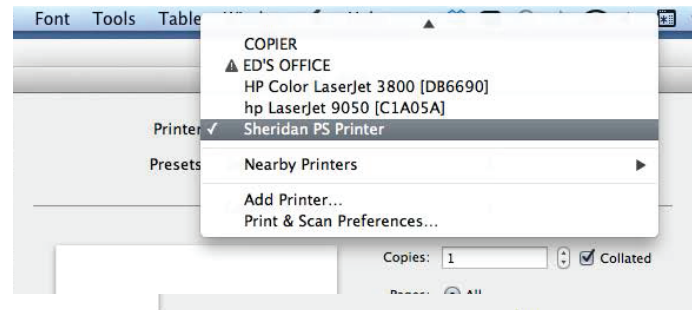 Font Tools Table
COPIER
ED'S OFFICE
HP Color LaserJet 3800 [DB6690]
hp LaserJet 9050 [C1A05A]
Printer ✓ Sheridan PS Printer
Presets Nearby Printers
Add Printer...
Print & Scan Preferences...
Copies: 1 Collated